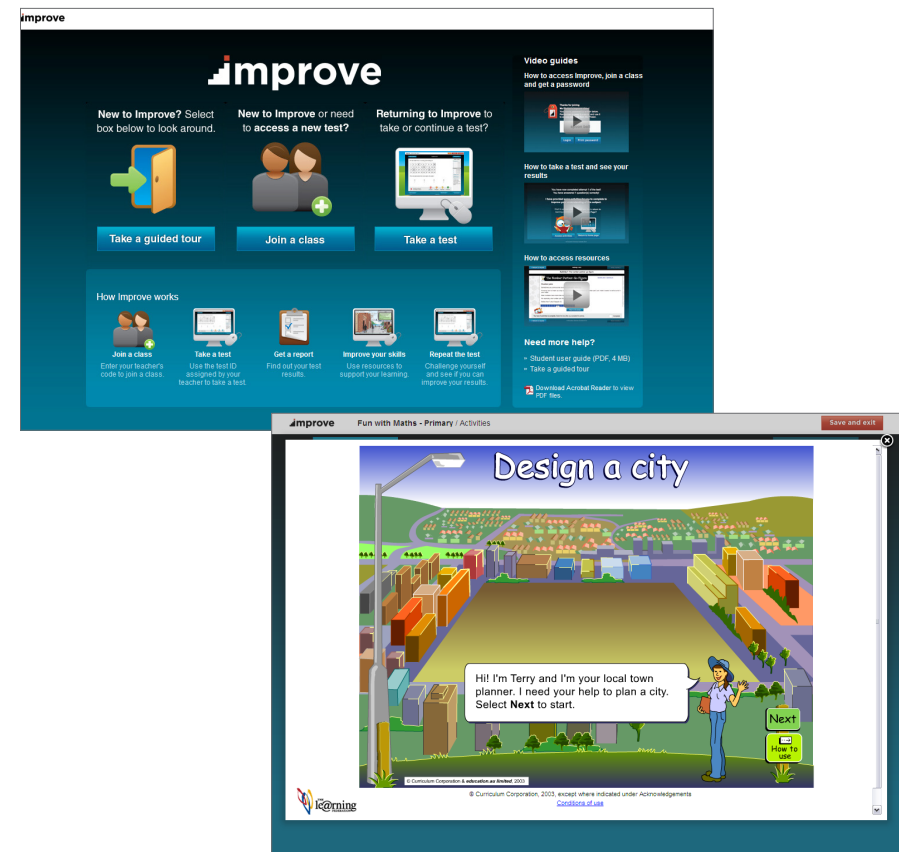 improve
improve
New to Improve? Select
box below to look around.
New to Improve or need
to access a new test?
Returning to Improve to
take or continue a test?
Take a guided tour
Join a class
Take a test
How Improve works
Join a class
Enter your teacher's
code to join a class.
Take a test
Use the test ID
assigned by your
teacher to take a test.
Get a report
Find out your test
results.
Improve your skills
Use resources to
support your learning.
Repeat the test
Challenge yourself
and see if you can
improve your results.
Video guides
How to access Improve, join a class
and get a password
How to take a test and see your
results
How to access resources
Need more help?
Student user guide (PDF, 4 MB)
Take a guided tour
Download Acrobat Reader to view
PDF files.
improve
Fun with Maths - Primary / Activities
Save and exit
Design a city
Hi! I'm Terry and I'm your local town
planner. I need your help to plan a city.
Select Next to start.
Next
How to
use
© Curriculum Corporation & education.au limited, 2003
© Curriculum Corporation, 2003, except where indicated under Acknowledgements
Conditions of use
THE
le@rning
FEDERATION